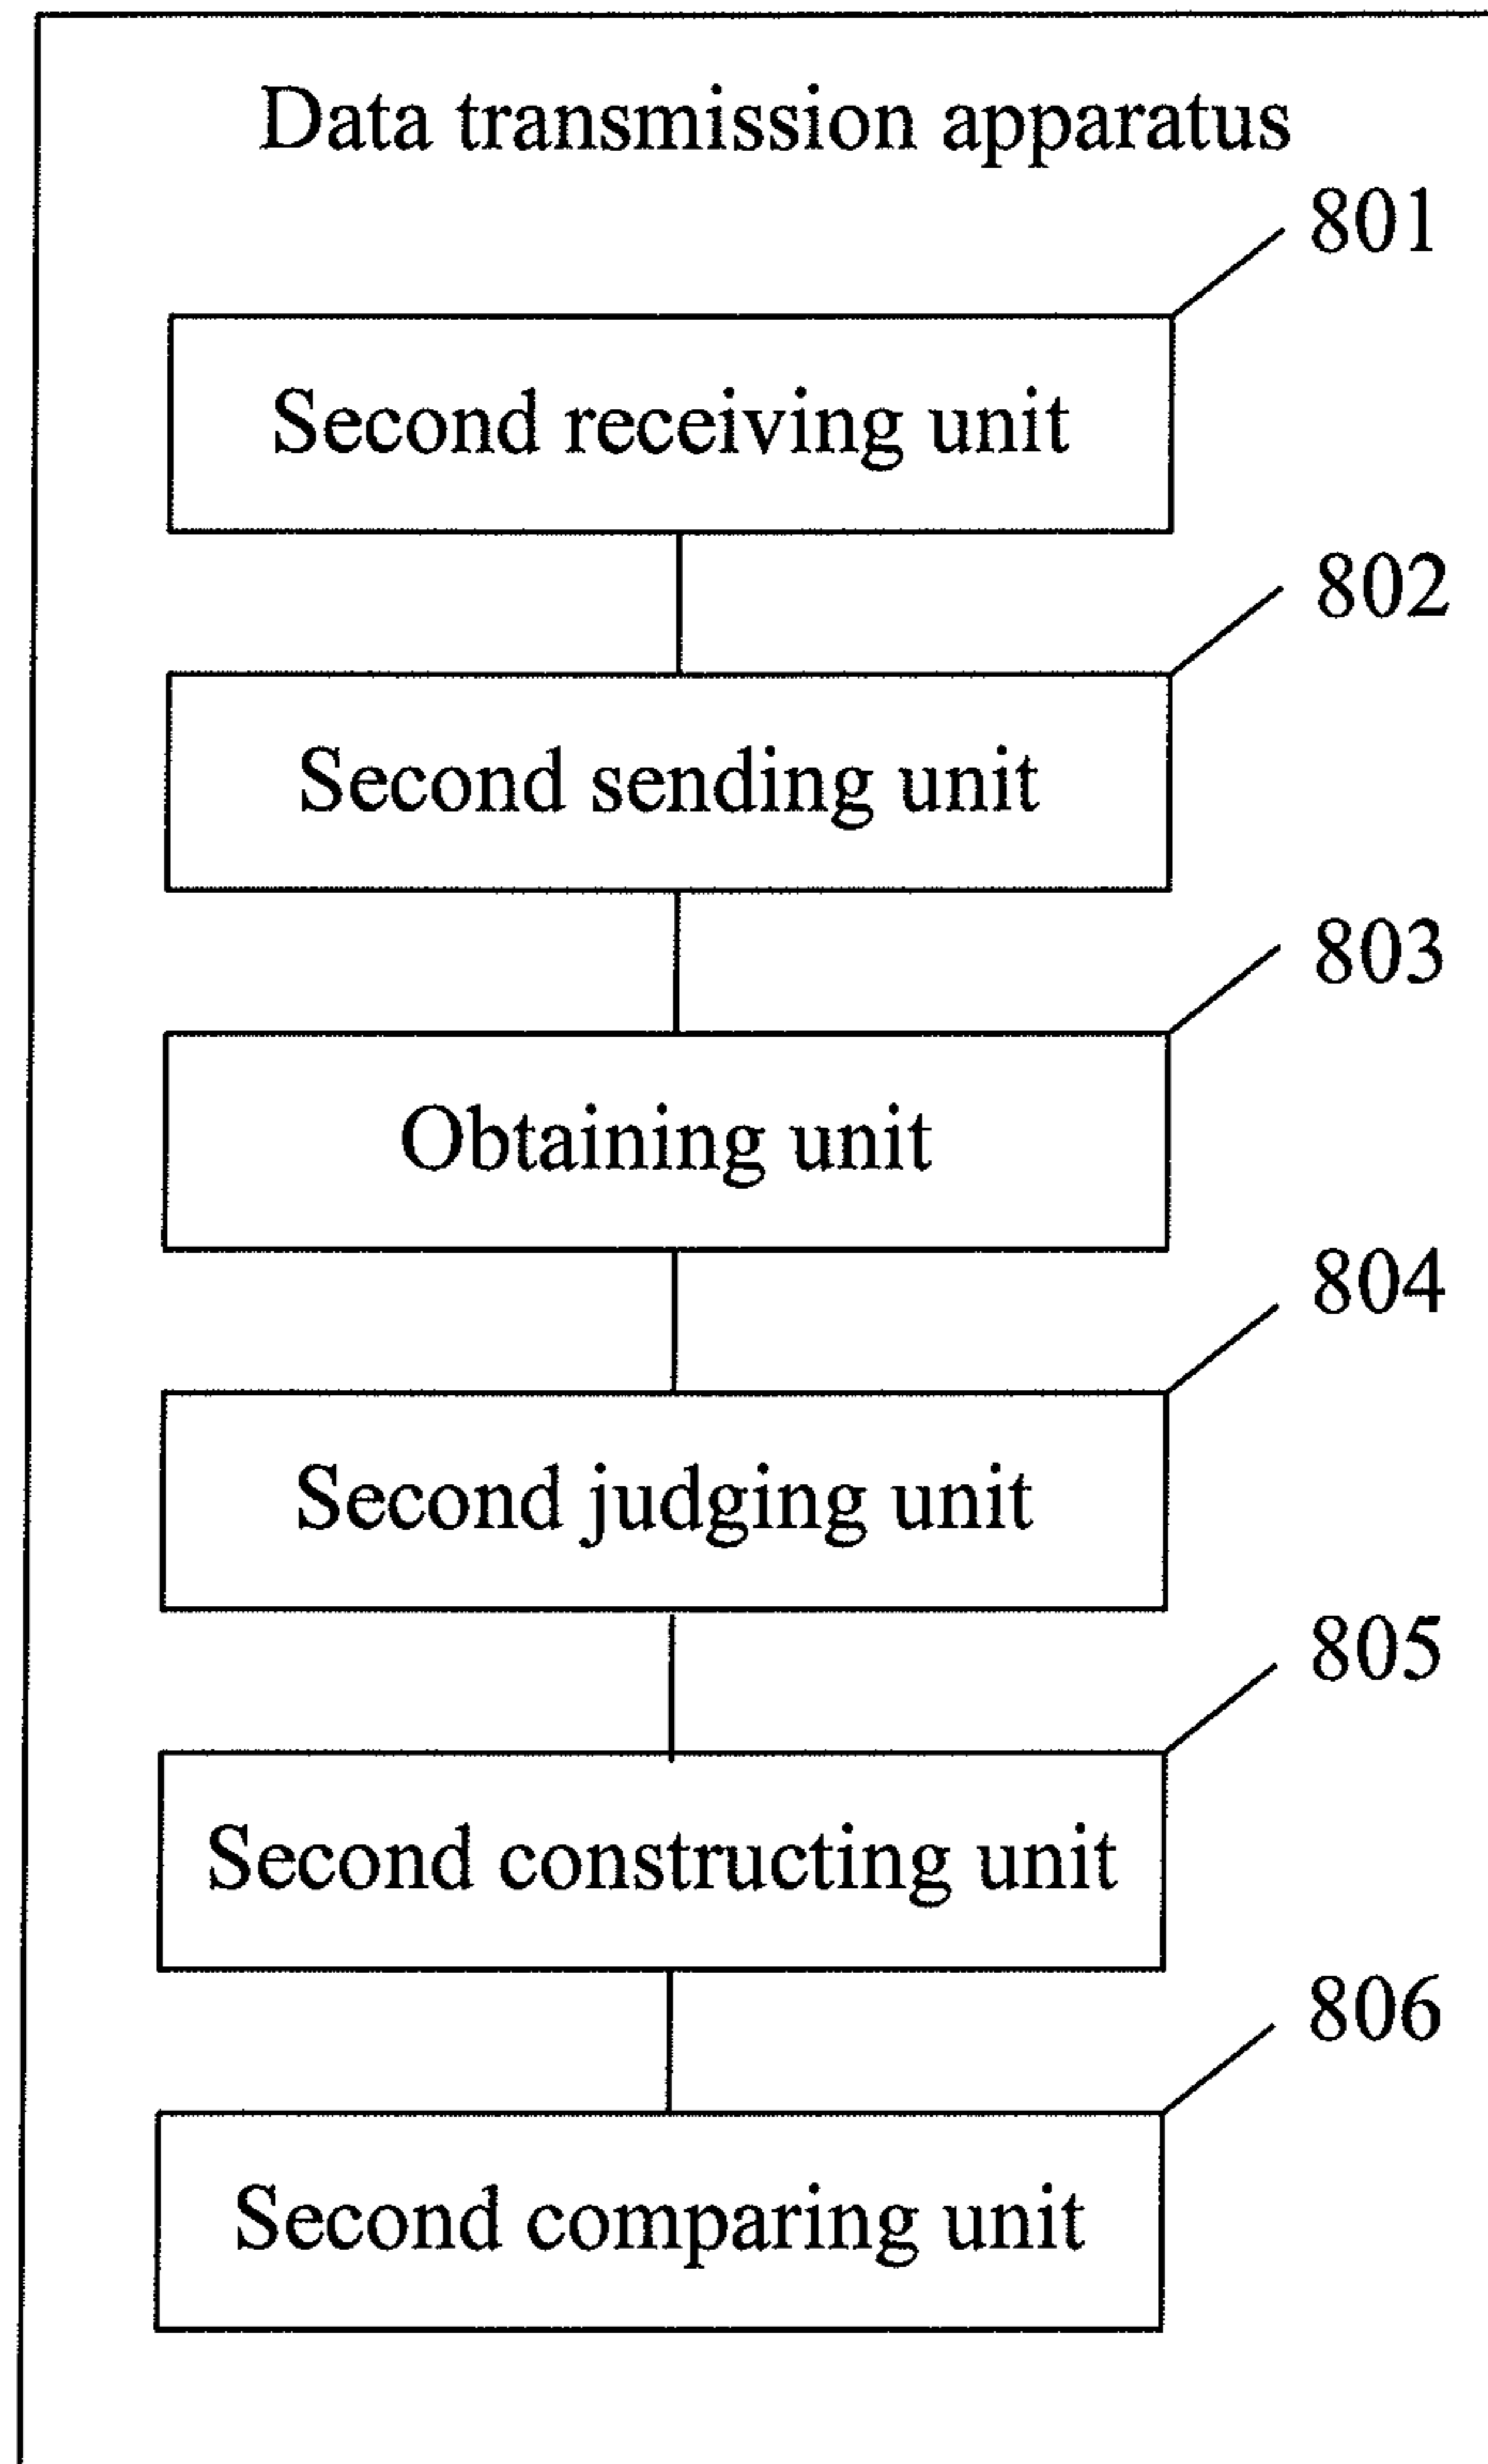 Data transmission apparatus
801
Second receiving unit
802
Second sending unit
803
Obtaining unit
804
Second judging unit
805
Second constructing unit
806
Second comparing unit